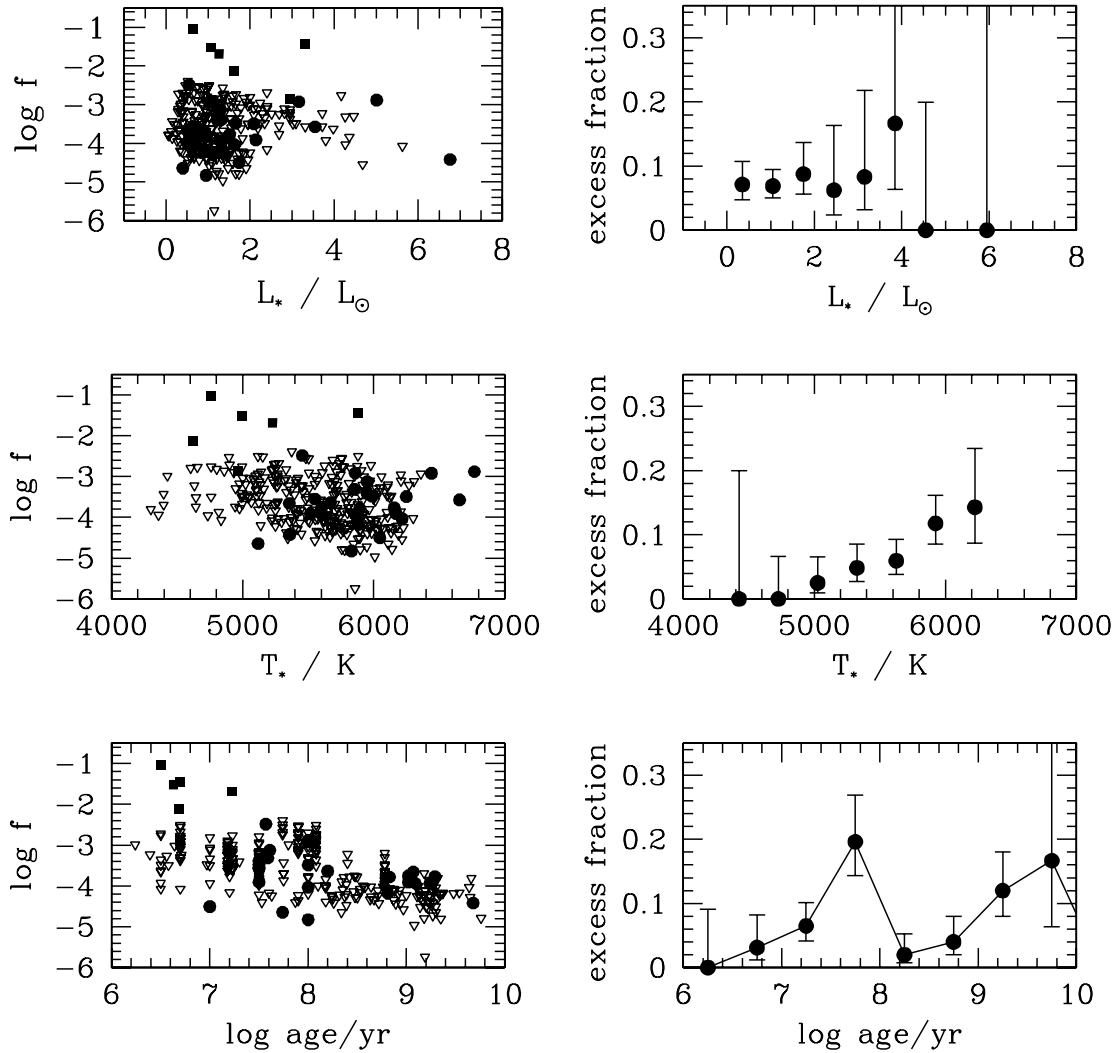 −1
−2
−3
−4
−5
−6
log f
0 2 4 6 8
L* / L⊙
0.3
0.2
0.1
0
excess fraction
0 2 4 6 8
L* / L⊙
−1
−2
−3
−4
−5
−6
log f
4000 5000 6000 7000
T* / K
0.3
0.2
0.1
0
excess fraction
4000 5000 6000 7000
T* / K
−1
−2
−3
−4
−5
−6
log f
6 7 8 9 10
log age/yr
0.3
0.2
0.1
0
excess fraction
6 7 8 9 10
log age/yr